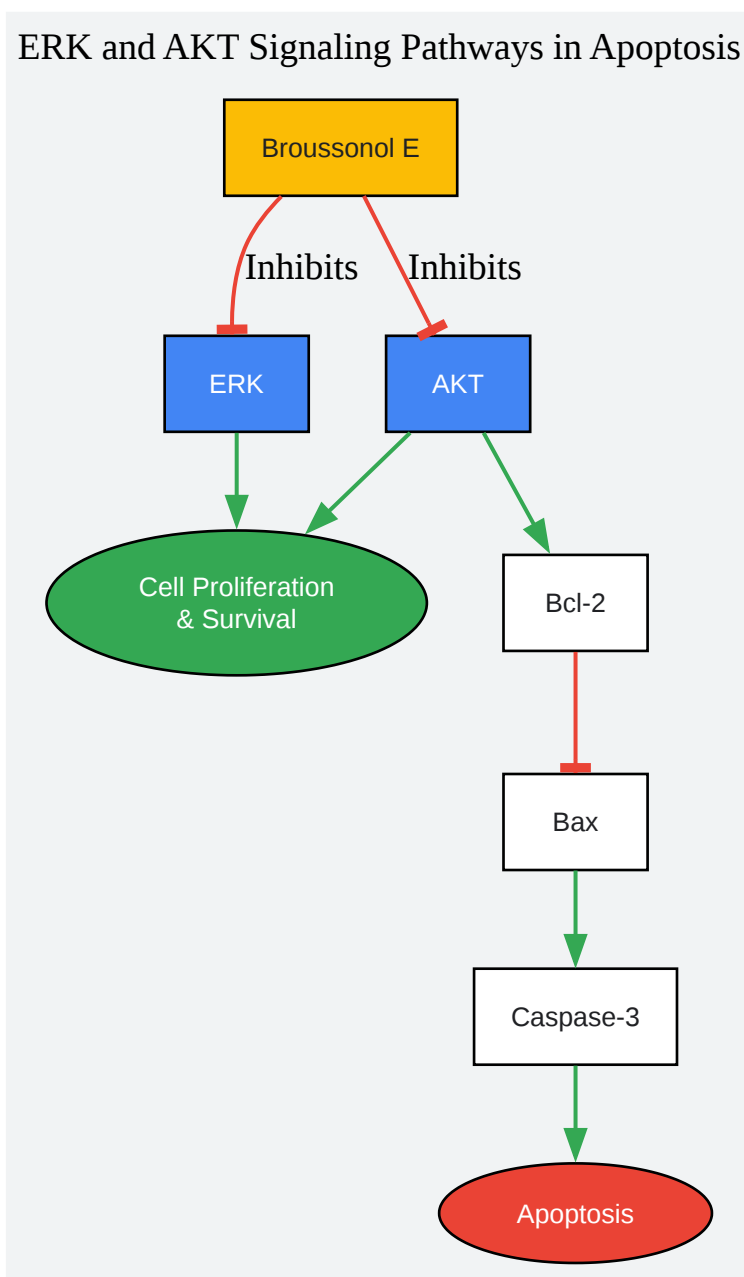 ERK and AKT Signaling Pathways in Apoptosis
Broussonol E
Inhibits
Inhibits
ERK
AKT
Cell Proliferation
& Survival
Bcl-2
Bax
Caspase-3
Apoptosis